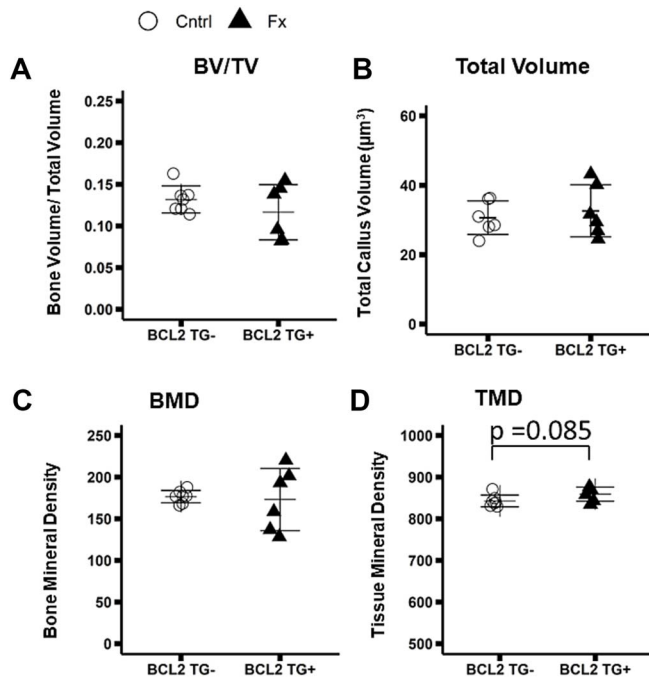 Cntrl Fx
A BV/TV
Bone Volume/ Total Volume
0.25
0.20
0.15
0.10
0.05
0.00
BCL2 TG- BCL2 TG+
B Total Volume
Total Callus Volume (µm³)
60
40
20
0
BCL2 TG- BCL2 TG+
C BMD
Bone Mineral Density
250
200
150
100
50
0
BCL2 TG- BCL2 TG+
D TMD
p =0.085
Tissue Mineral Density
1000
900
800
700
600
500
BCL2 TG- BCL2 TG+